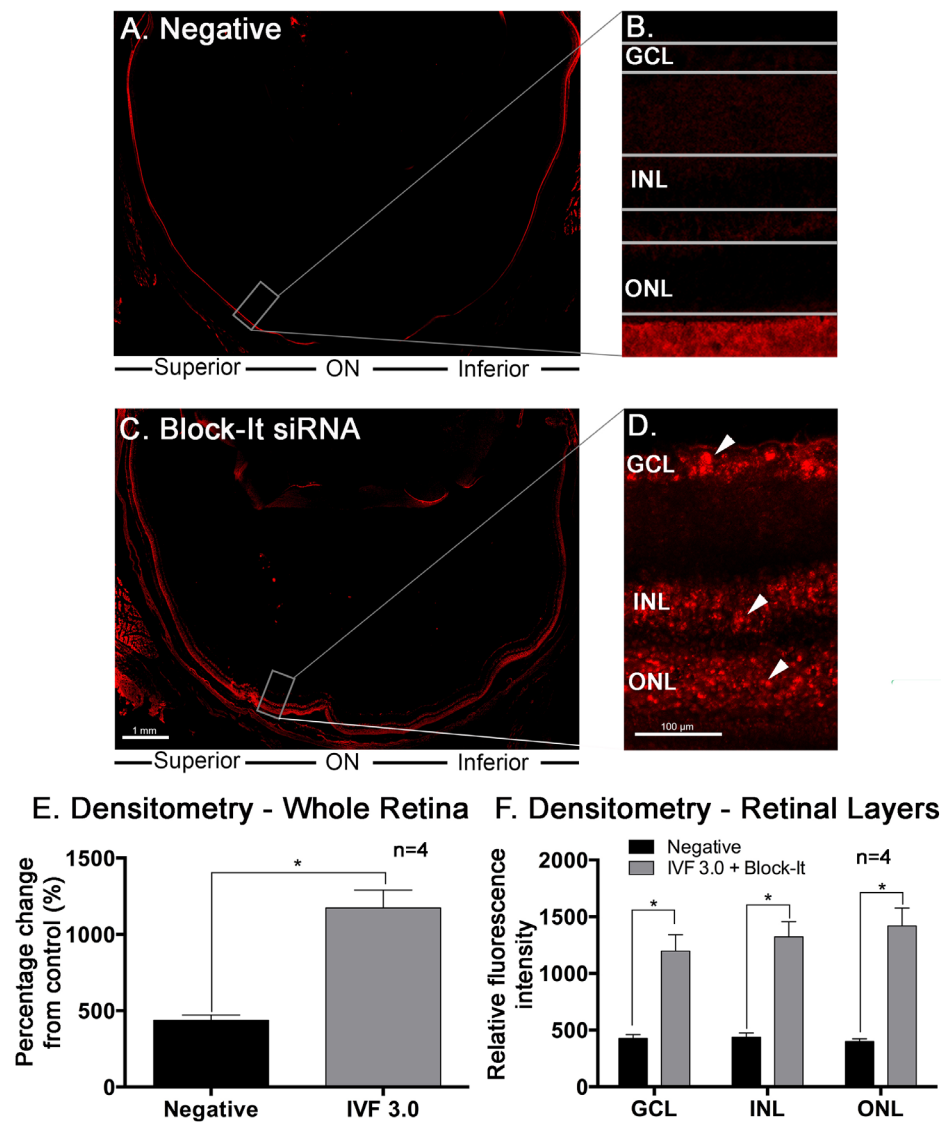 A. Negative
B.
GCL
INL
ONL
Superior ON Inferior
C. Block-It siRNA
D.
GCL
INL
ONL
1 mm
100 µm
Superior ON Inferior
E. Densitometry - Whole Retina
Percentage change
from control (%)
1500
1000
500
0
*
n=4
Negative IVF 3.0
F. Densitometry - Retinal Layers
Relative fluorescence
intensity
2000
1500
1000
500
0
Negative
IVF 3.0 + Block-It
n=4
* * *
GCL INL ONL